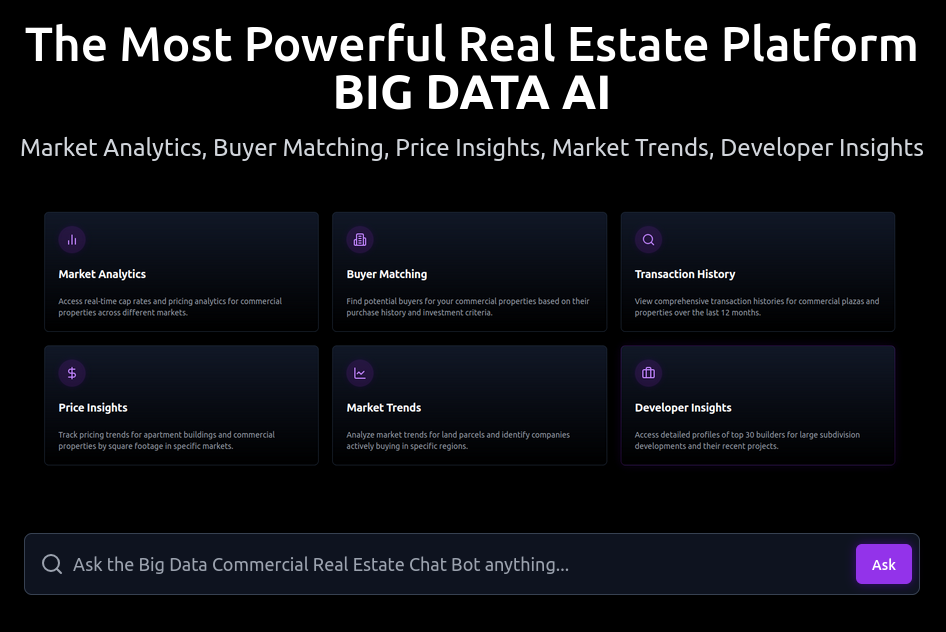 The Most Powerful Real Estate Platform
BIG DATA AI
Market Analytics, Buyer Matching, Price Insights, Market Trends, Developer Insights
Market Analytics
Access real-time cap rates and pricing analytics for commercial
properties across different markets.
Buyer Matching
Find potential buyers for your commercial properties based on their
purchase history and investment criteria.
Transaction History
View comprehensive transaction histories for commercial plazas and
properties over the last 12 months.
Price Insights
Track pricing trends for apartment buildings and commercial
properties by square footage in specific markets.
Market Trends
Analyze market trends for land parcels and identify companies
actively buying in specific regions.
Developer Insights
Access detailed profiles of top 30 builders for large subdivision
developments and their recent projects.
Ask the Big Data Commercial Real Estate Chat Bot anything...
Ask